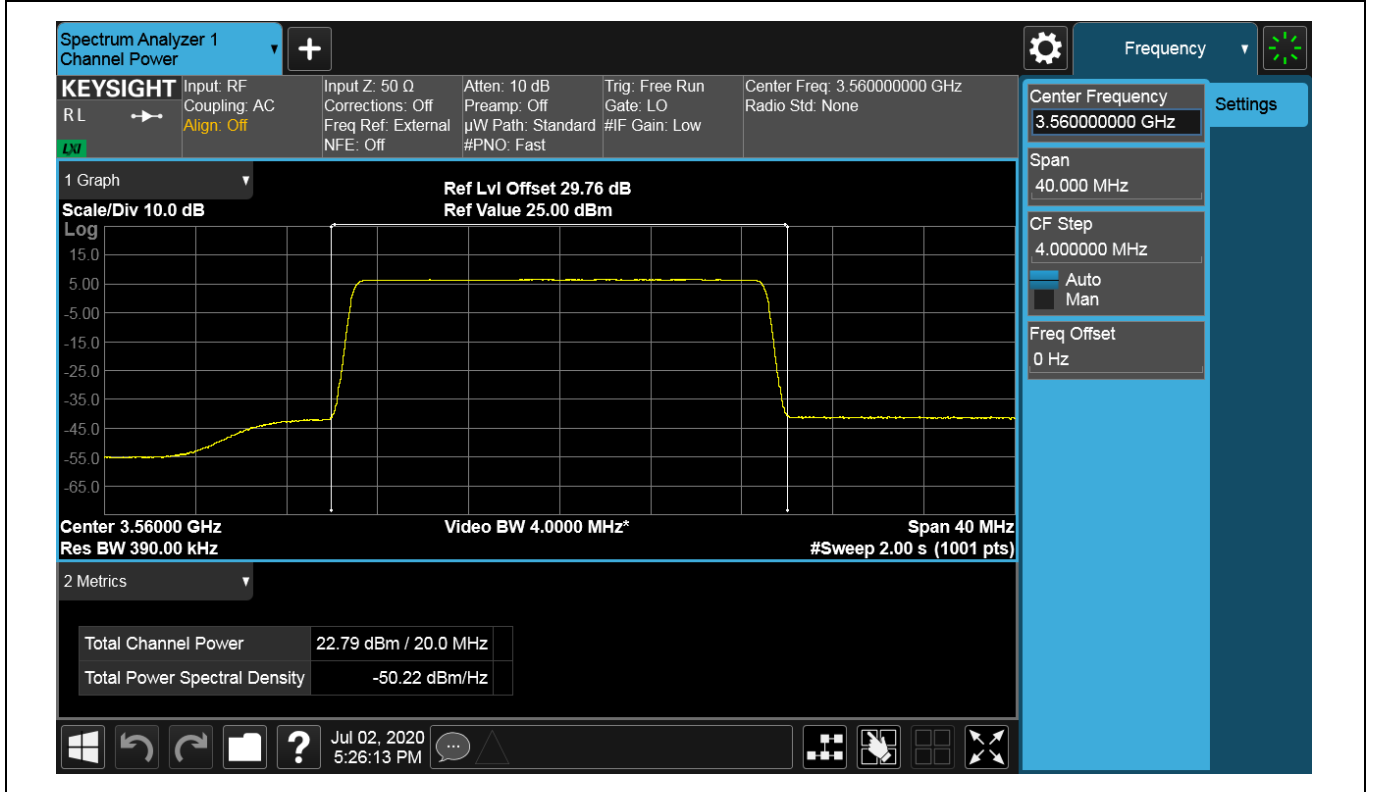 Spectrum Analyzer 1
Channel Power
+
Frequency
KEYSIGHT
RL
LXI
Input: RF
Coupling: AC
Align: Off
Input Z: 50 Ω
Corrections: Off
Freq Ref: External
NFE: Off
Atten: 10 dB
Preamp: Off
µW Path: Standard
#PNO: Fast
Trig: Free Run
Gate: LO
#IF Gain: Low
Center Freq: 3.560000000 GHz
Radio Std: None
Center Frequency
3.560000000 GHz
Settings
Span
40.000 MHz
CF Step
4.000000 MHz
Auto
Man
Freq Offset
0 Hz
1 Graph
Scale/Div 10.0 dB
Ref Lvl Offset 29.76 dB
Ref Value 25.00 dBm
Log
15.0
5.00
-5.00
-15.0
-25.0
-35.0
-45.0
-55.0
-65.0
Center 3.56000 GHz
Video BW 4.0000 MHz*
Span 40 MHz
Res BW 390.00 kHz
#Sweep 2.00 s (1001 pts)
2 Metrics
Total Channel Power 22.79 dBm / 20.0 MHz
Total Power Spectral Density -50.22 dBm/Hz
?
Jul 02, 2020
5:26:13 PM